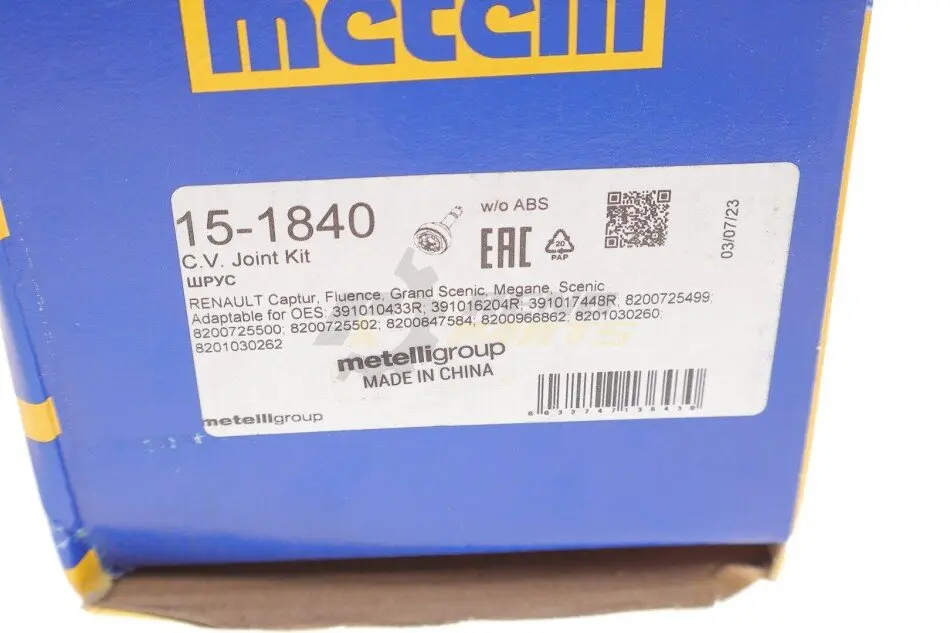 metelli
15-1840
w/o ABS
C.V. Joint Kit
EAC
20
PAP
03/07/23
ШРУС
RENAULT Captur, Fluence, Grand Scenic, Megane, Scenic
Adaptable for OES: 391010433R; 391016204R; 391017448R; 8200725499;
8200725500; 8200725502; 8200847584; 8200966862; 8201030260;
8201030262
metelligroup
MADE IN CHINA
metelligroup
8032747136450